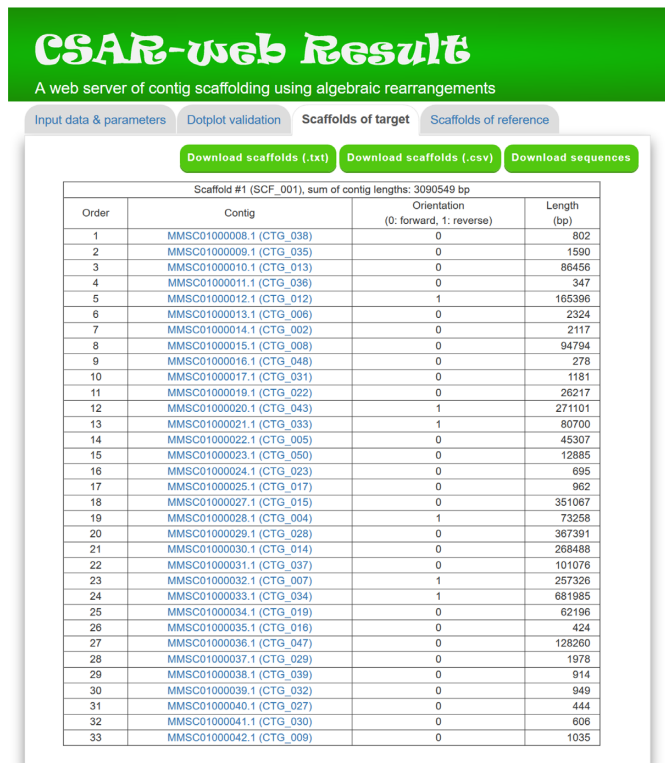 CSAR-web Result
A web server of contig scaffolding using algebraic rearrangements
Input data & parameters Dotplot validation Scaffolds of target Scaffolds of reference
Download scaffolds (.txt) Download scaffolds (.csv) Download sequences
Scaffold #1 (SCF_001), sum of contig lengths: 3090549 bp
Order Contig Orientation (0: forward, 1: reverse) Length (bp)
1 MMSC01000008.1 (CTG_038) 0 802
2 MMSC01000009.1 (CTG_035) 0 1590
3 MMSC01000010.1 (CTG_013) 0 86456
4 MMSC01000011.1 (CTG_036) 0 347
5 MMSC01000012.1 (CTG_012) 1 165396
6 MMSC01000013.1 (CTG_006) 0 2324
7 MMSC01000014.1 (CTG_002) 0 2117
8 MMSC01000015.1 (CTG_008) 0 94794
9 MMSC01000016.1 (CTG_048) 0 278
10 MMSC01000017.1 (CTG_031) 0 1181
11 MMSC01000019.1 (CTG_022) 0 26217
12 MMSC01000020.1 (CTG_043) 1 271101
13 MMSC01000021.1 (CTG_033) 1 80700
14 MMSC01000022.1 (CTG_005) 0 45307
15 MMSC01000023.1 (CTG_050) 0 12885
16 MMSC01000024.1 (CTG_023) 0 695
17 MMSC01000025.1 (CTG_017) 0 962
18 MMSC01000027.1 (CTG_015) 0 351067
19 MMSC01000028.1 (CTG_004) 1 73258
20 MMSC01000029.1 (CTG_028) 0 367391
21 MMSC01000030.1 (CTG_014) 0 268488
22 MMSC01000031.1 (CTG_037) 0 101076
23 MMSC01000032.1 (CTG_007) 1 257326
24 MMSC01000033.1 (CTG_034) 1 681985
25 MMSC01000034.1 (CTG_019) 0 62196
26 MMSC01000035.1 (CTG_016) 0 424
27 MMSC01000036.1 (CTG_047) 0 128260
28 MMSC01000037.1 (CTG_029) 0 1978
29 MMSC01000038.1 (CTG_039) 0 914
30 MMSC01000039.1 (CTG_032) 0 949
31 MMSC01000040.1 (CTG_027) 0 444
32 MMSC01000041.1 (CTG_030) 0 606
33 MMSC01000042.1 (CTG_009) 0 1035